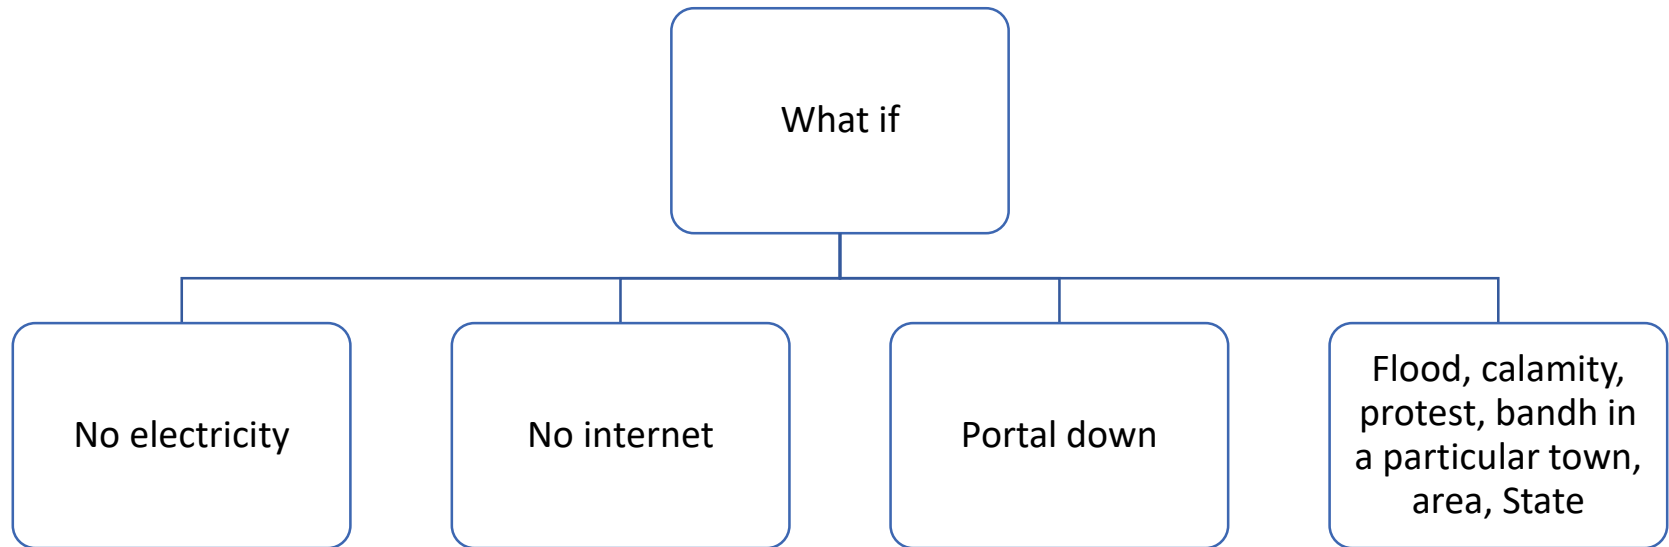 What if
No electricity
No internet
Portal down
Flood, calamity,
protest, bandh in
a particular town,
area, State